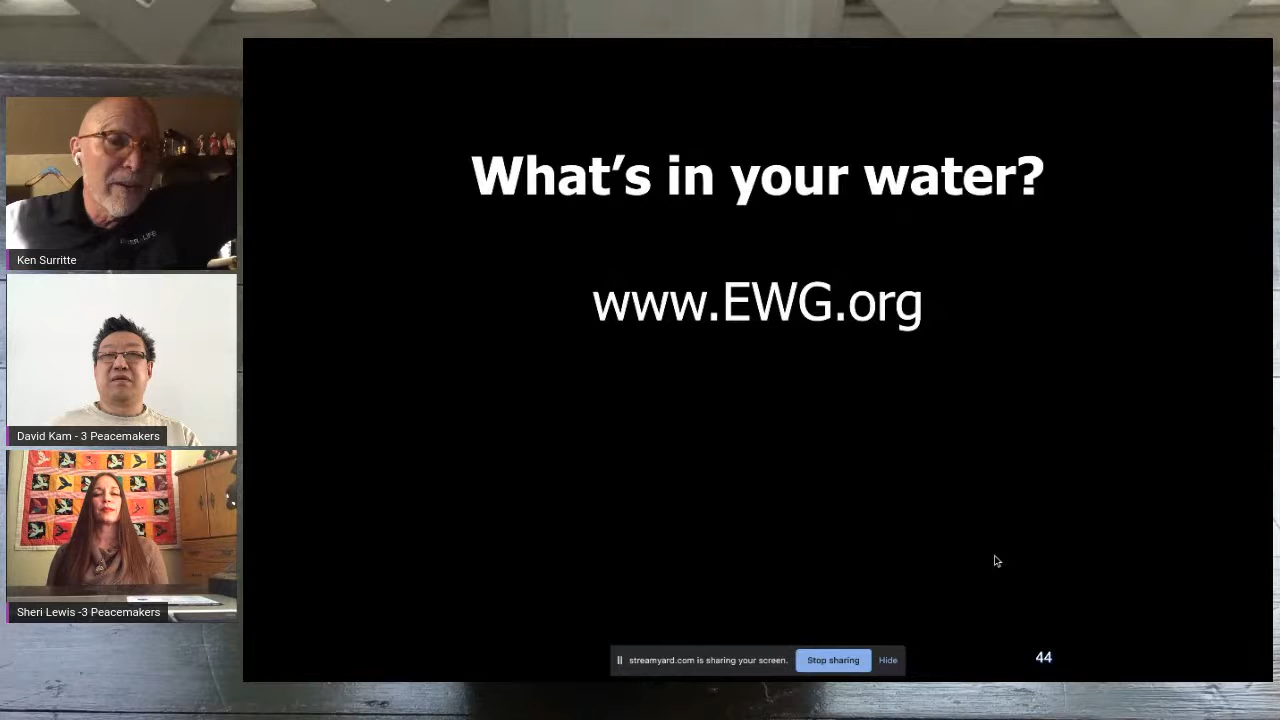 What's in your water?
www.EWG.org
Ken Surritte
David Kam - 3 Peacemakers
Sheri Lewis -3 Peacemakers
streamyard.com is sharing your screen.
Stop sharing
Hide
44